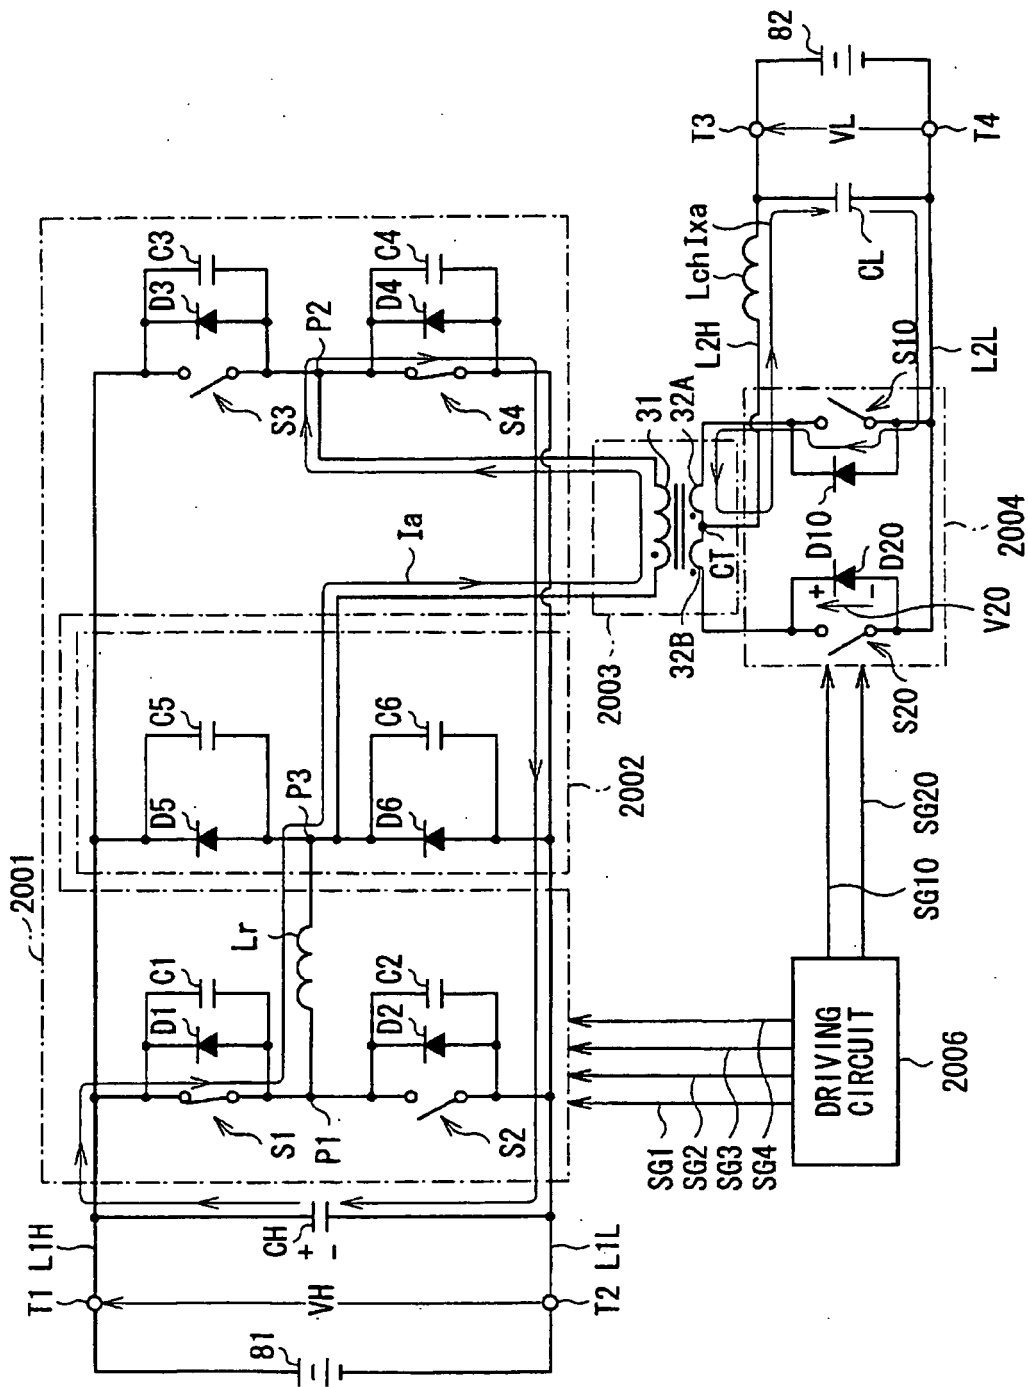 2001
T1
L1H
81
VH
CH
+
-
T2
L1L
D1
C1
S1
Lr
P1
D2
C2
S2
D5
C5
P3
D6
C6
2002
D3
C3
S3
P2
D4
C4
S4
Ia
2003
31
32A
32B
CT
L2H
Lch
Ixa
T3
82
VL
T4
CL
S10
L2L
D10
D20
+
-
V20
S20
2004
SG1
SG2
SG3
SG4
SG10
SG20
DRIVING
CIRCUIT
2006